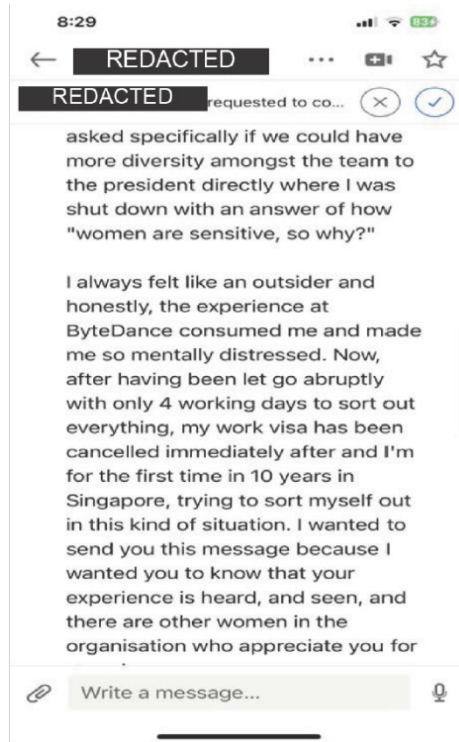 8:29
83
REDACTED
REDACTED requested to co...
asked specifically if we could have
more diversity amongst the team to
the president directly where I was
shut down with an answer of how
"women are sensitive, so why?"
I always felt like an outsider and
honestly, the experience at
ByteDance consumed me and made
me so mentally distressed. Now,
after having been let go abruptly
with only 4 working days to sort out
everything, my work visa has been
cancelled immediately after and I'm
for the first time in 10 years in
Singapore, trying to sort myself out
in this kind of situation. I wanted to
send you this message because I
wanted you to know that your
experience is heard, and seen, and
there are other women in the
organisation who appreciate you for
Write a message...